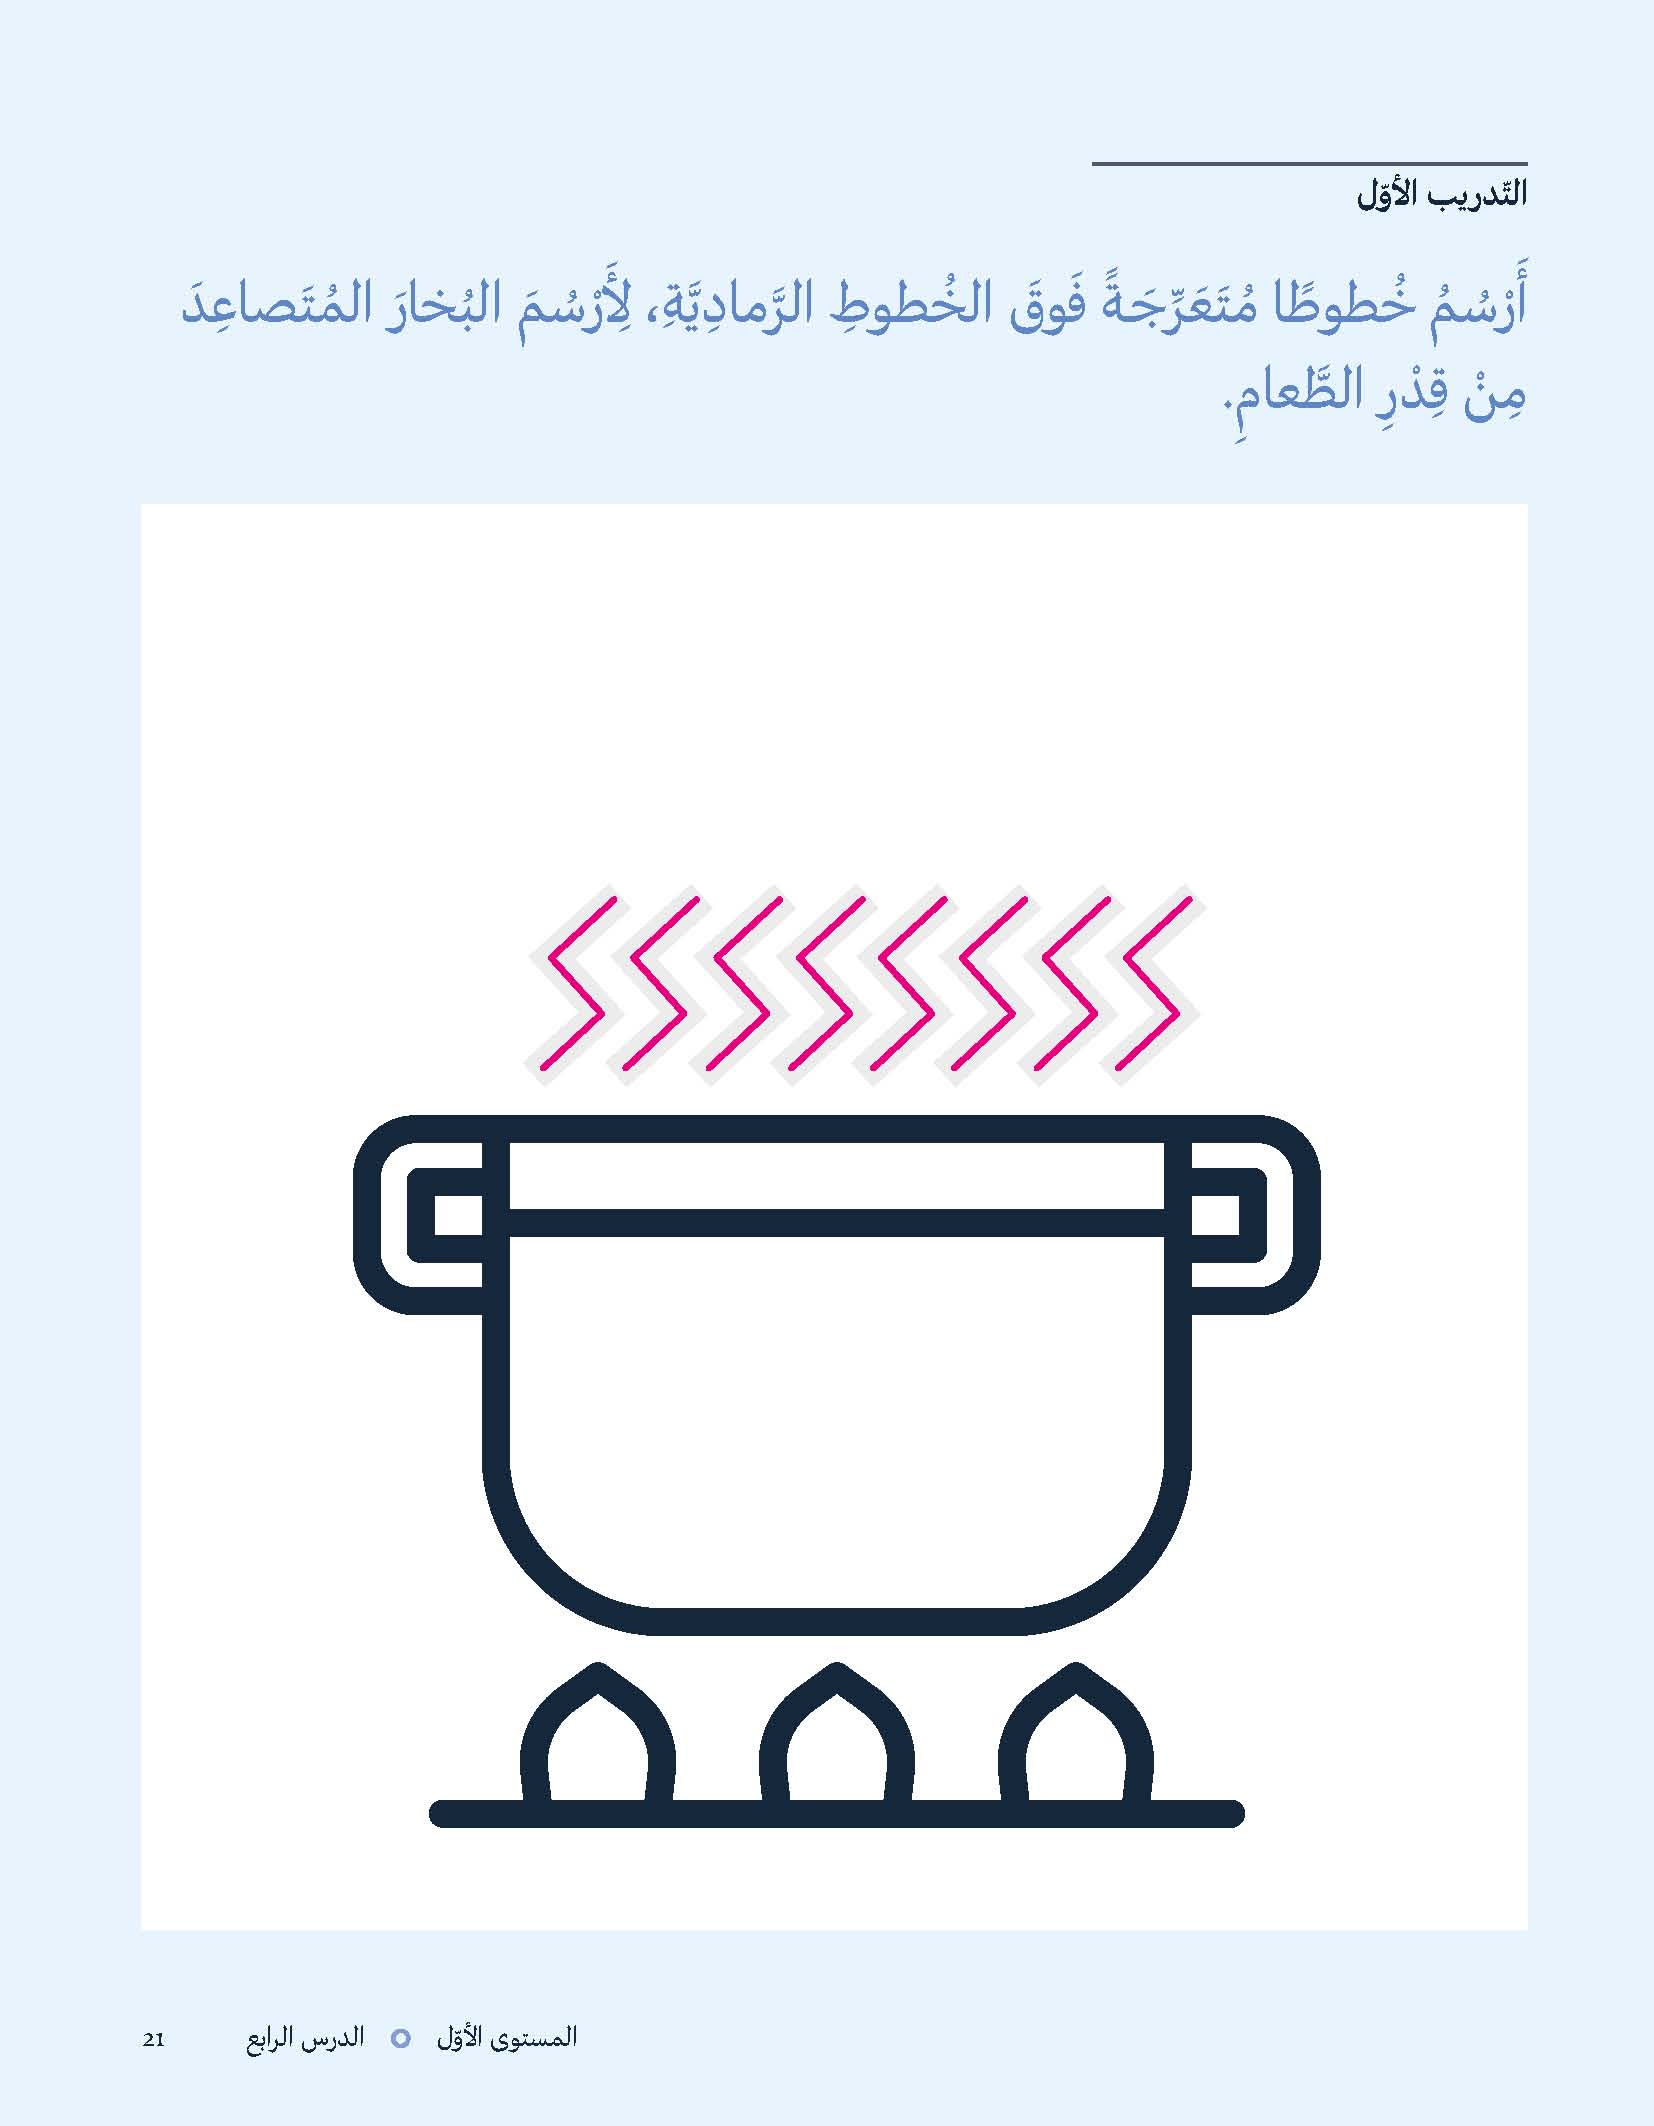 التّدريب الأوّل
أَرْسُمُ خُطوطًا مُتَعَرِّجَةً فَوقَ الخُطوطِ الرَّمادِيَّةِ، لِأَرْسُمَ البُخارَ المُتَصاعِدَ
مِنْ قِدْرِ الطَّعامِ.
المستوى الأوّل الدرس الرابع 21